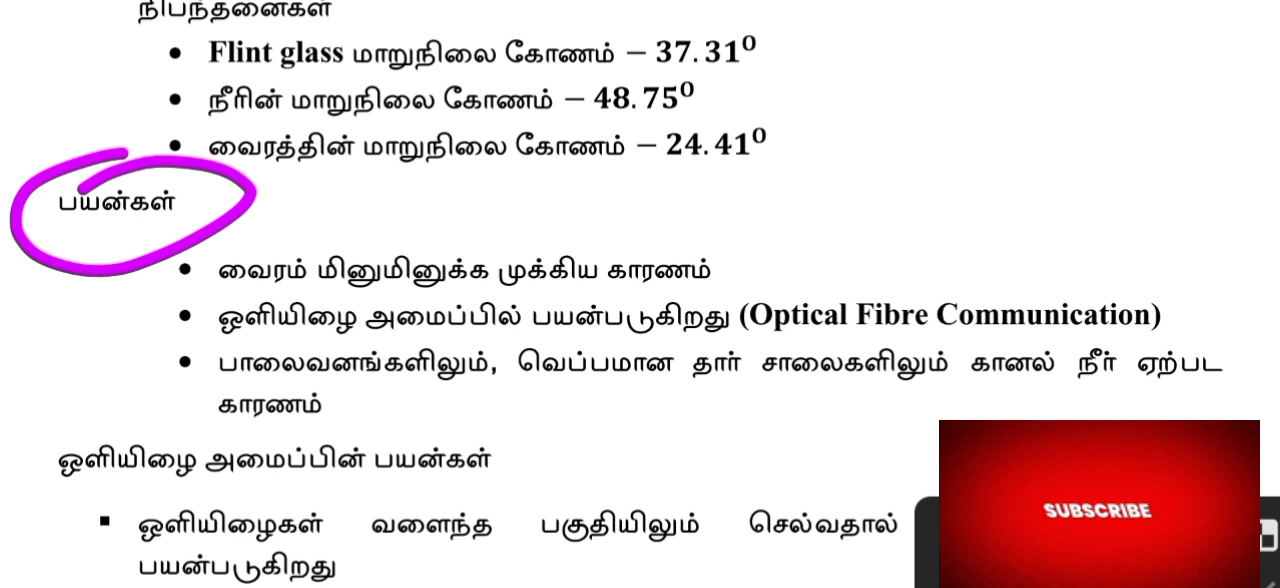 நிபந்தனைகள்
• Flint glass மாறுநிலை கோணம் – 37.31⁰
• நீரின் மாறுநிலை கோணம் – 48.75⁰
• வைரத்தின் மாறுநிலை கோணம் – 24.41⁰
பயன்கள்
• வைரம் மினுமினுக்க முக்கிய காரணம்
• ஒளியிழை அமைப்பில் பயன்படுகிறது (Optical Fibre Communication)
• பாலைவனங்களிலும், வெப்பமான தார் சாலைகளிலும் கானல் நீர் ஏற்பட
காரணம்
ஒளியிழை அமைப்பின் பயன்கள்
▪ ஒளியிழைகள் வளைந்த பகுதியிலும் செல்வதால்
பயன்படுகிறது
SUBSCRIBE